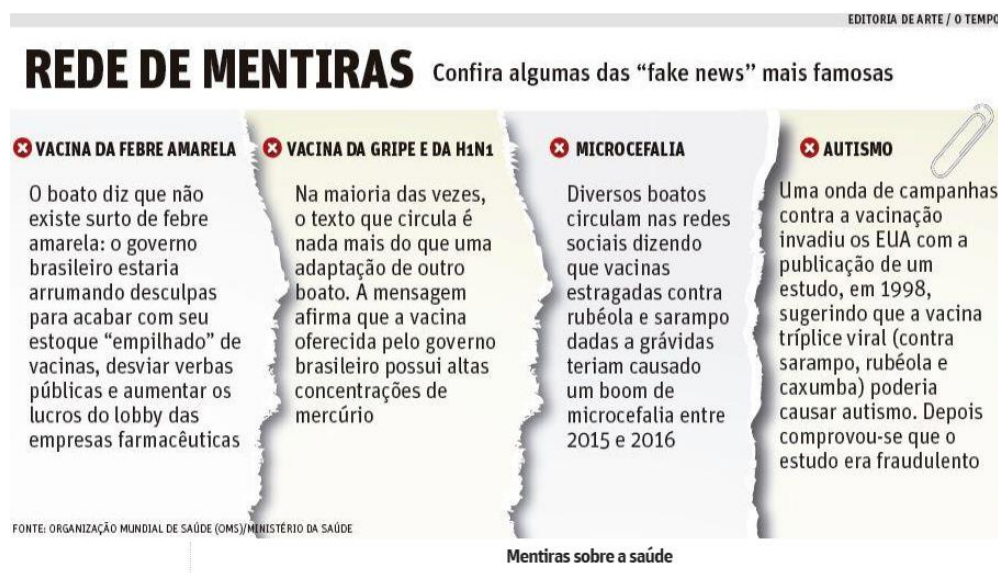 EDITORIA DE ARTE / O TEMPO
REDE DE MENTIRAS Confira algumas das “fake news” mais famosas
VACINA DA FEBRE AMARELA
O boato diz que não
existe surto de febre
amarela: o governo
brasileiro estaria
arrumando desculpas
para acabar com seu
estoque “empilhado” de
vacinas, desviar verbas
públicas e aumentar os
lucros do lobby das
empresas farmacêuticas
VACINA DA GRIPE E DA H1N1
Na maioria das vezes,
o texto que circula é
nada mais do que uma
adaptação de outro
boato. A mensagem
afirma que a vacina
oferecida pelo governo
brasileiro possui altas
concentrações de
mercúrio
MICROCEFALIA
Diversos boatos
circulam nas redes
sociais dizendo
que vacinas
estragadas contra
rubéola e sarampo
dadas a grávidas
teriam causado
um boom de
microcefalia entre
2015 e 2016
AUTISMO
Uma onda de campanhas
contra a vacinação
invadiu os EUA com a
publicação de um
estudo, em 1998,
sugerindo que a vacina
tríplice viral (contra
sarampo, rubéola e
caxumba) poderia
causar autismo. Depois
comprovou-se que o
estudo era fraudulento
FONTE: ORGANIZAÇÃO MUNDIAL DE SAÚDE (OMS)/MINISTÉRIO DA SAÚDE
Mentiras sobre a saúde